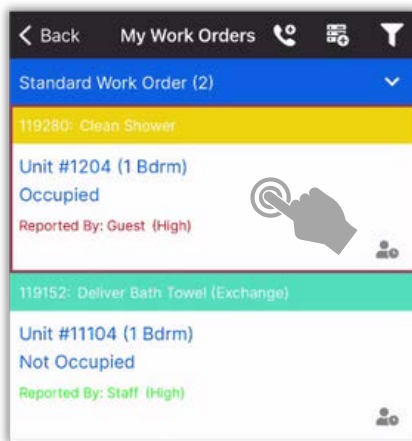 Back My Work Orders
Standard Work Order (2)
119280: Clean Shower
Unit #1204 (1 Bdrm)
Occupied
Reported By: Guest (High)
119152: Deliver Bath Towel (Exchange)
Unit #11104 (1 Bdrm)
Not Occupied
Reported By: Staff (High)